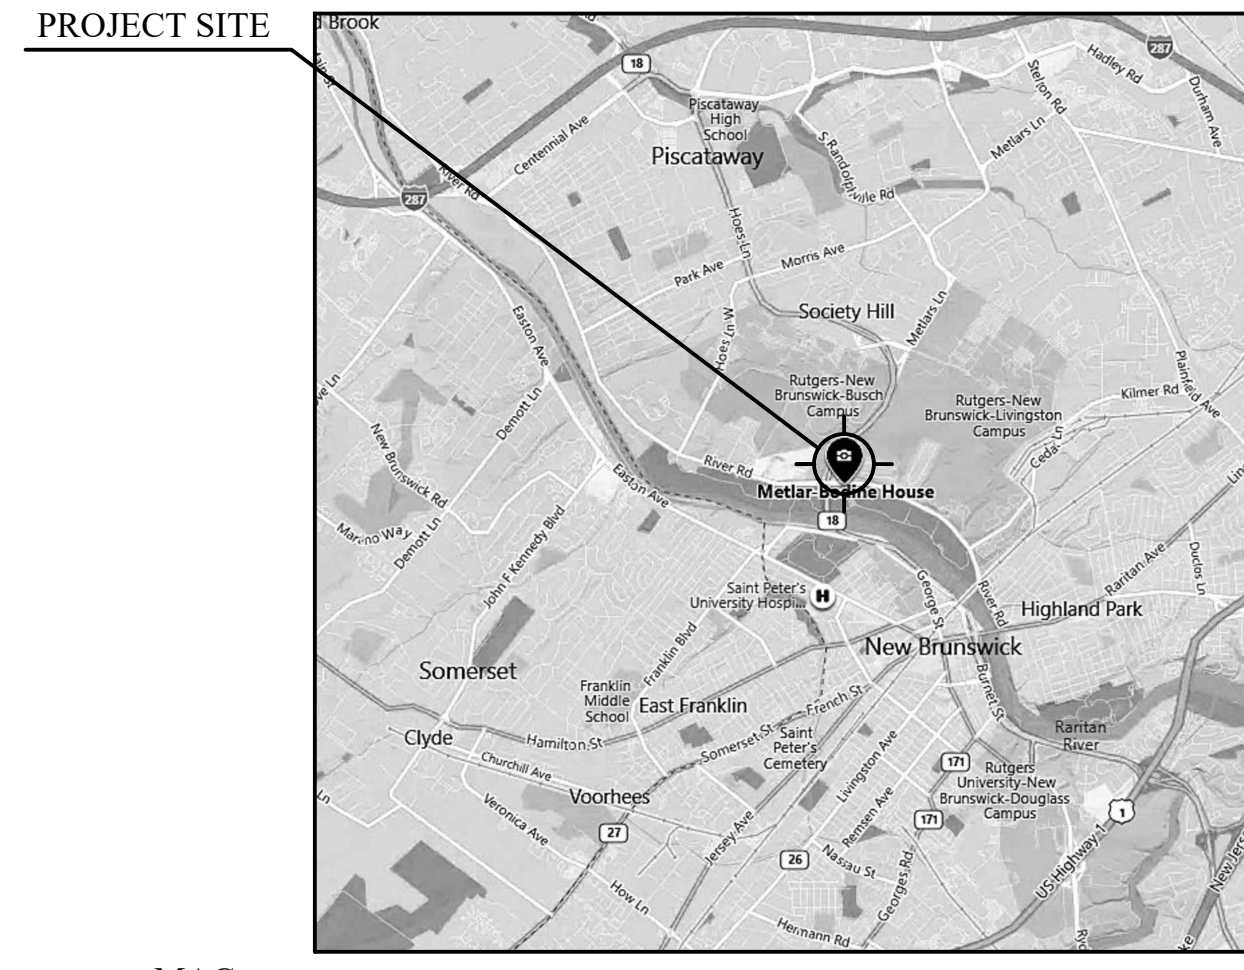 PROJECT SITE
d Brook
287
18
Hadley Rd
Stelton Rd
Durham Ave
Piscataway
High
School
Centennial Ave
Piscataway
Metlars Ln
S Randolphville Rd
River Rd
287
Hoes Ln
Morris Ave
Park Ave
Society Hill
Metlars Ln
Easton Ave
Hoes Ln W
Plainfield Ave
Kilmer Rd
Rutgers-New
Brunswick-Busch
Campus
Rutgers-New
Brunswick-Livingston
Campus
Demott Ln
New Brunswick Rd
Cedar Ln
River Rd
Easton Ave
Metlar-Bodine House
18
Demott Ln
John F Kennedy Blvd
Raritan Ave
Duclos Ln
George St
Saint Peter's
University Hospi...
H
River Rd
Highland Park
New Brunswick
Franklin Blvd
Somerset
Burnet St
Franklin
Middle
School
East Franklin
French St
Raritan
River
Clyde
Hamilton St
Somerset St
Saint
Peter's
Cemetery
Churchill Ave
Livingston Ave
171
Rutgers
University-New
Brunswick-Douglass
Campus
Voorhees
Ln
Veronica Ave
Remsen Ave
171
1
27
Jersey Ave
26
Nassau St
US Highway 1
Georges Rd
How Ln
Hermann Rd